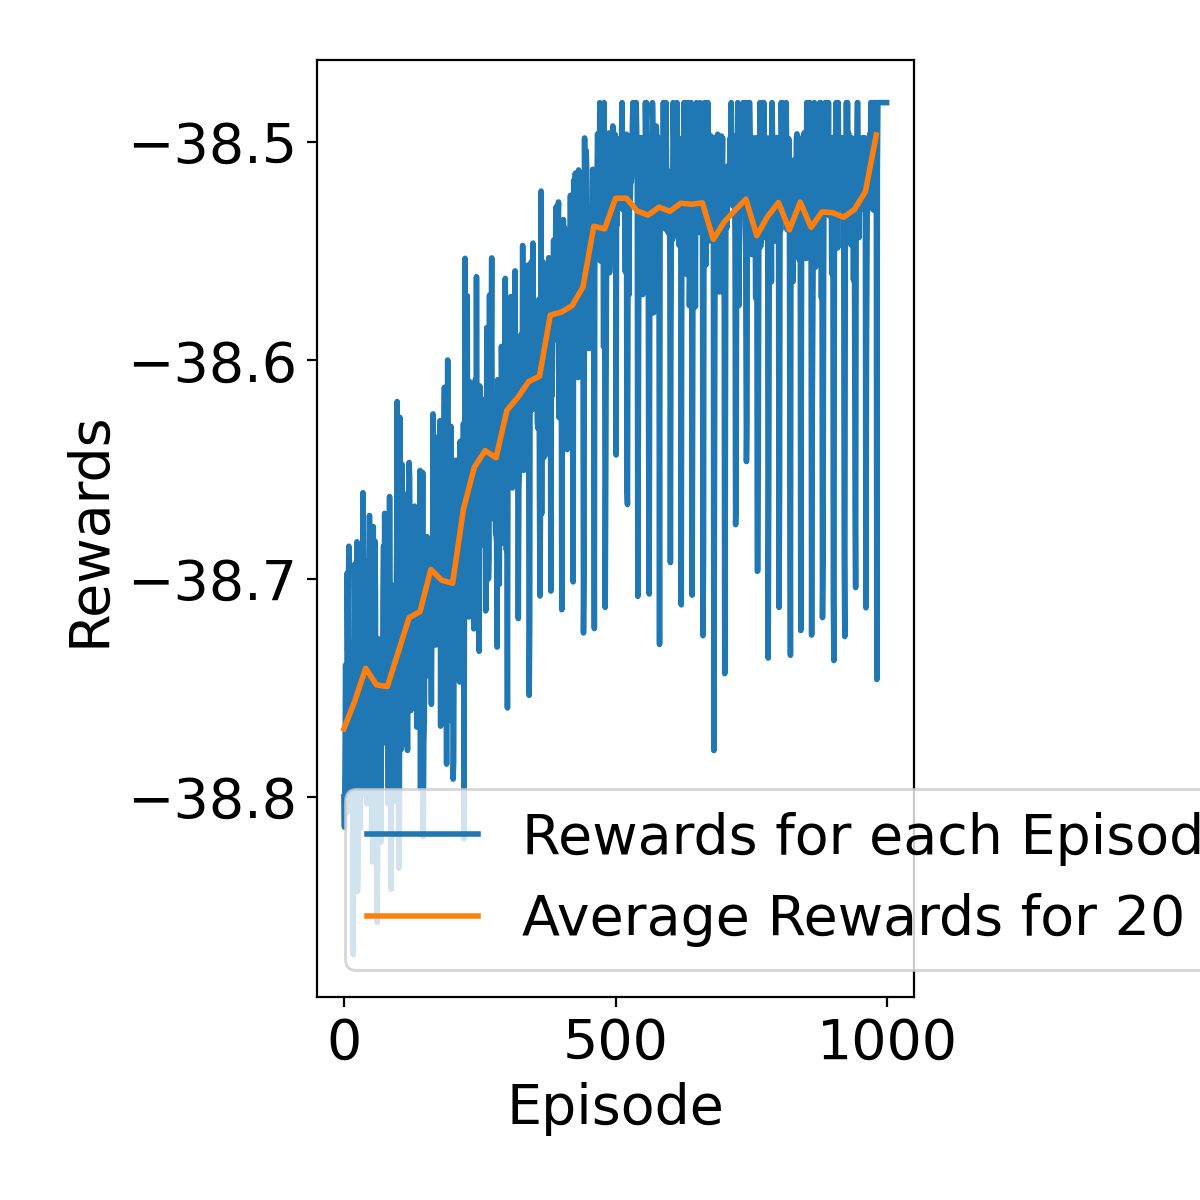 −38.5
−38.6
−38.7
−38.8
Rewards
Rewards for each Episod
Average Rewards for 20
0 500 1000
Episode